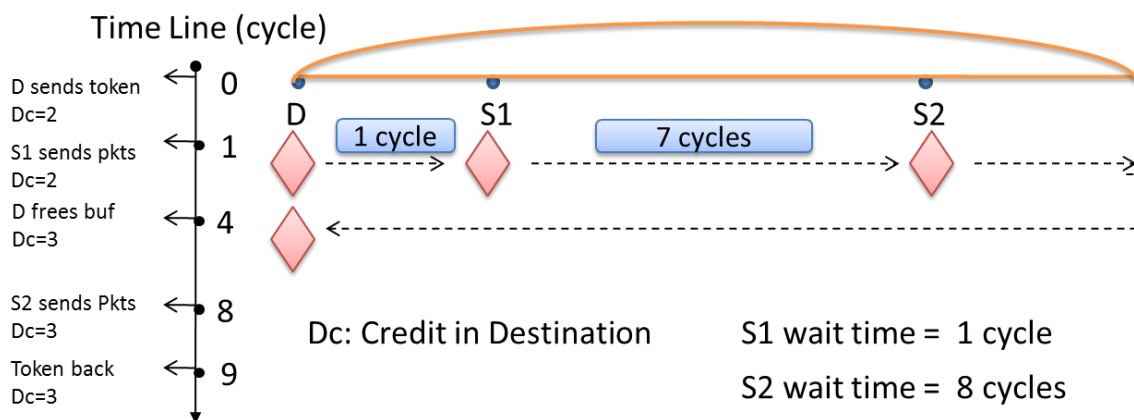 Time Line (cycle)
0
D sends token
Dc=2
D
S1
S2
1 cycle
7 cycles
1
S1 sends pkts
Dc=2
D frees buf
Dc=3
4
S2 sends Pkts
Dc=3
8
Dc: Credit in Destination
S1 wait time = 1 cycle
Token back
Dc=3
9
S2 wait time = 8 cycles